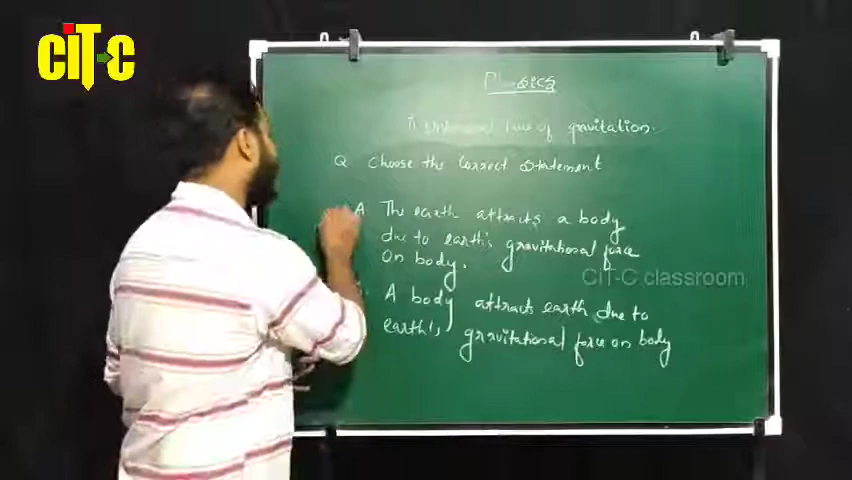 CiT-C
Physics
Universal law of gravitation.
Q Choose the correct statement
A The earth attracts a body
due to earth's gravitational force
on body.
CiT-C classroom
A body attracts earth due to
earth's gravitational force on body